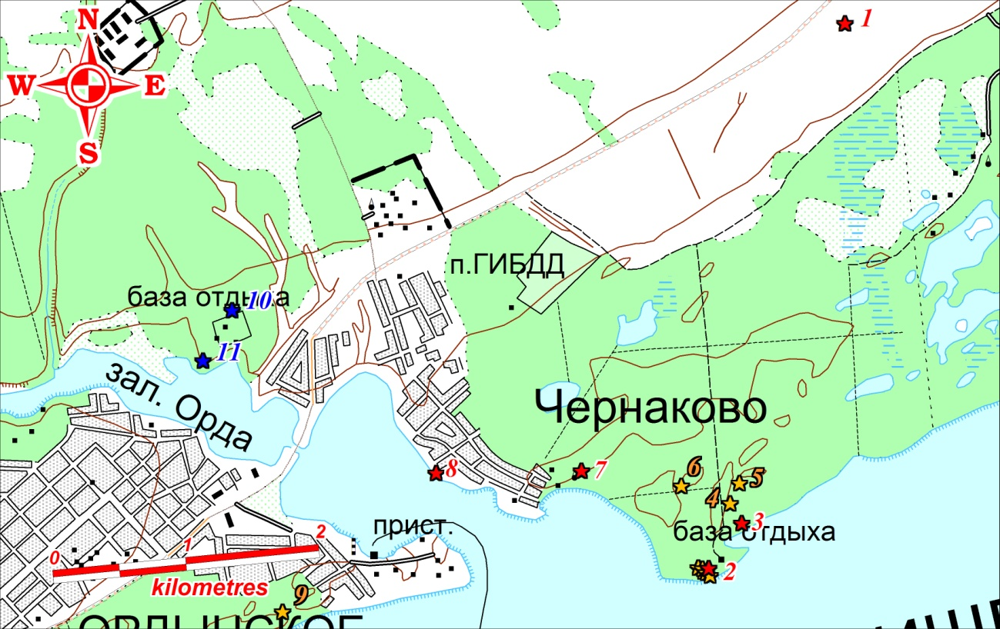 N
1
W E
S
п.ГИБДД
база отдыха
10
11
зал. Орда
Чернаково
8
7
6
5
4
3
база отдыха
прист.
0 1 2
kilometres
2
9